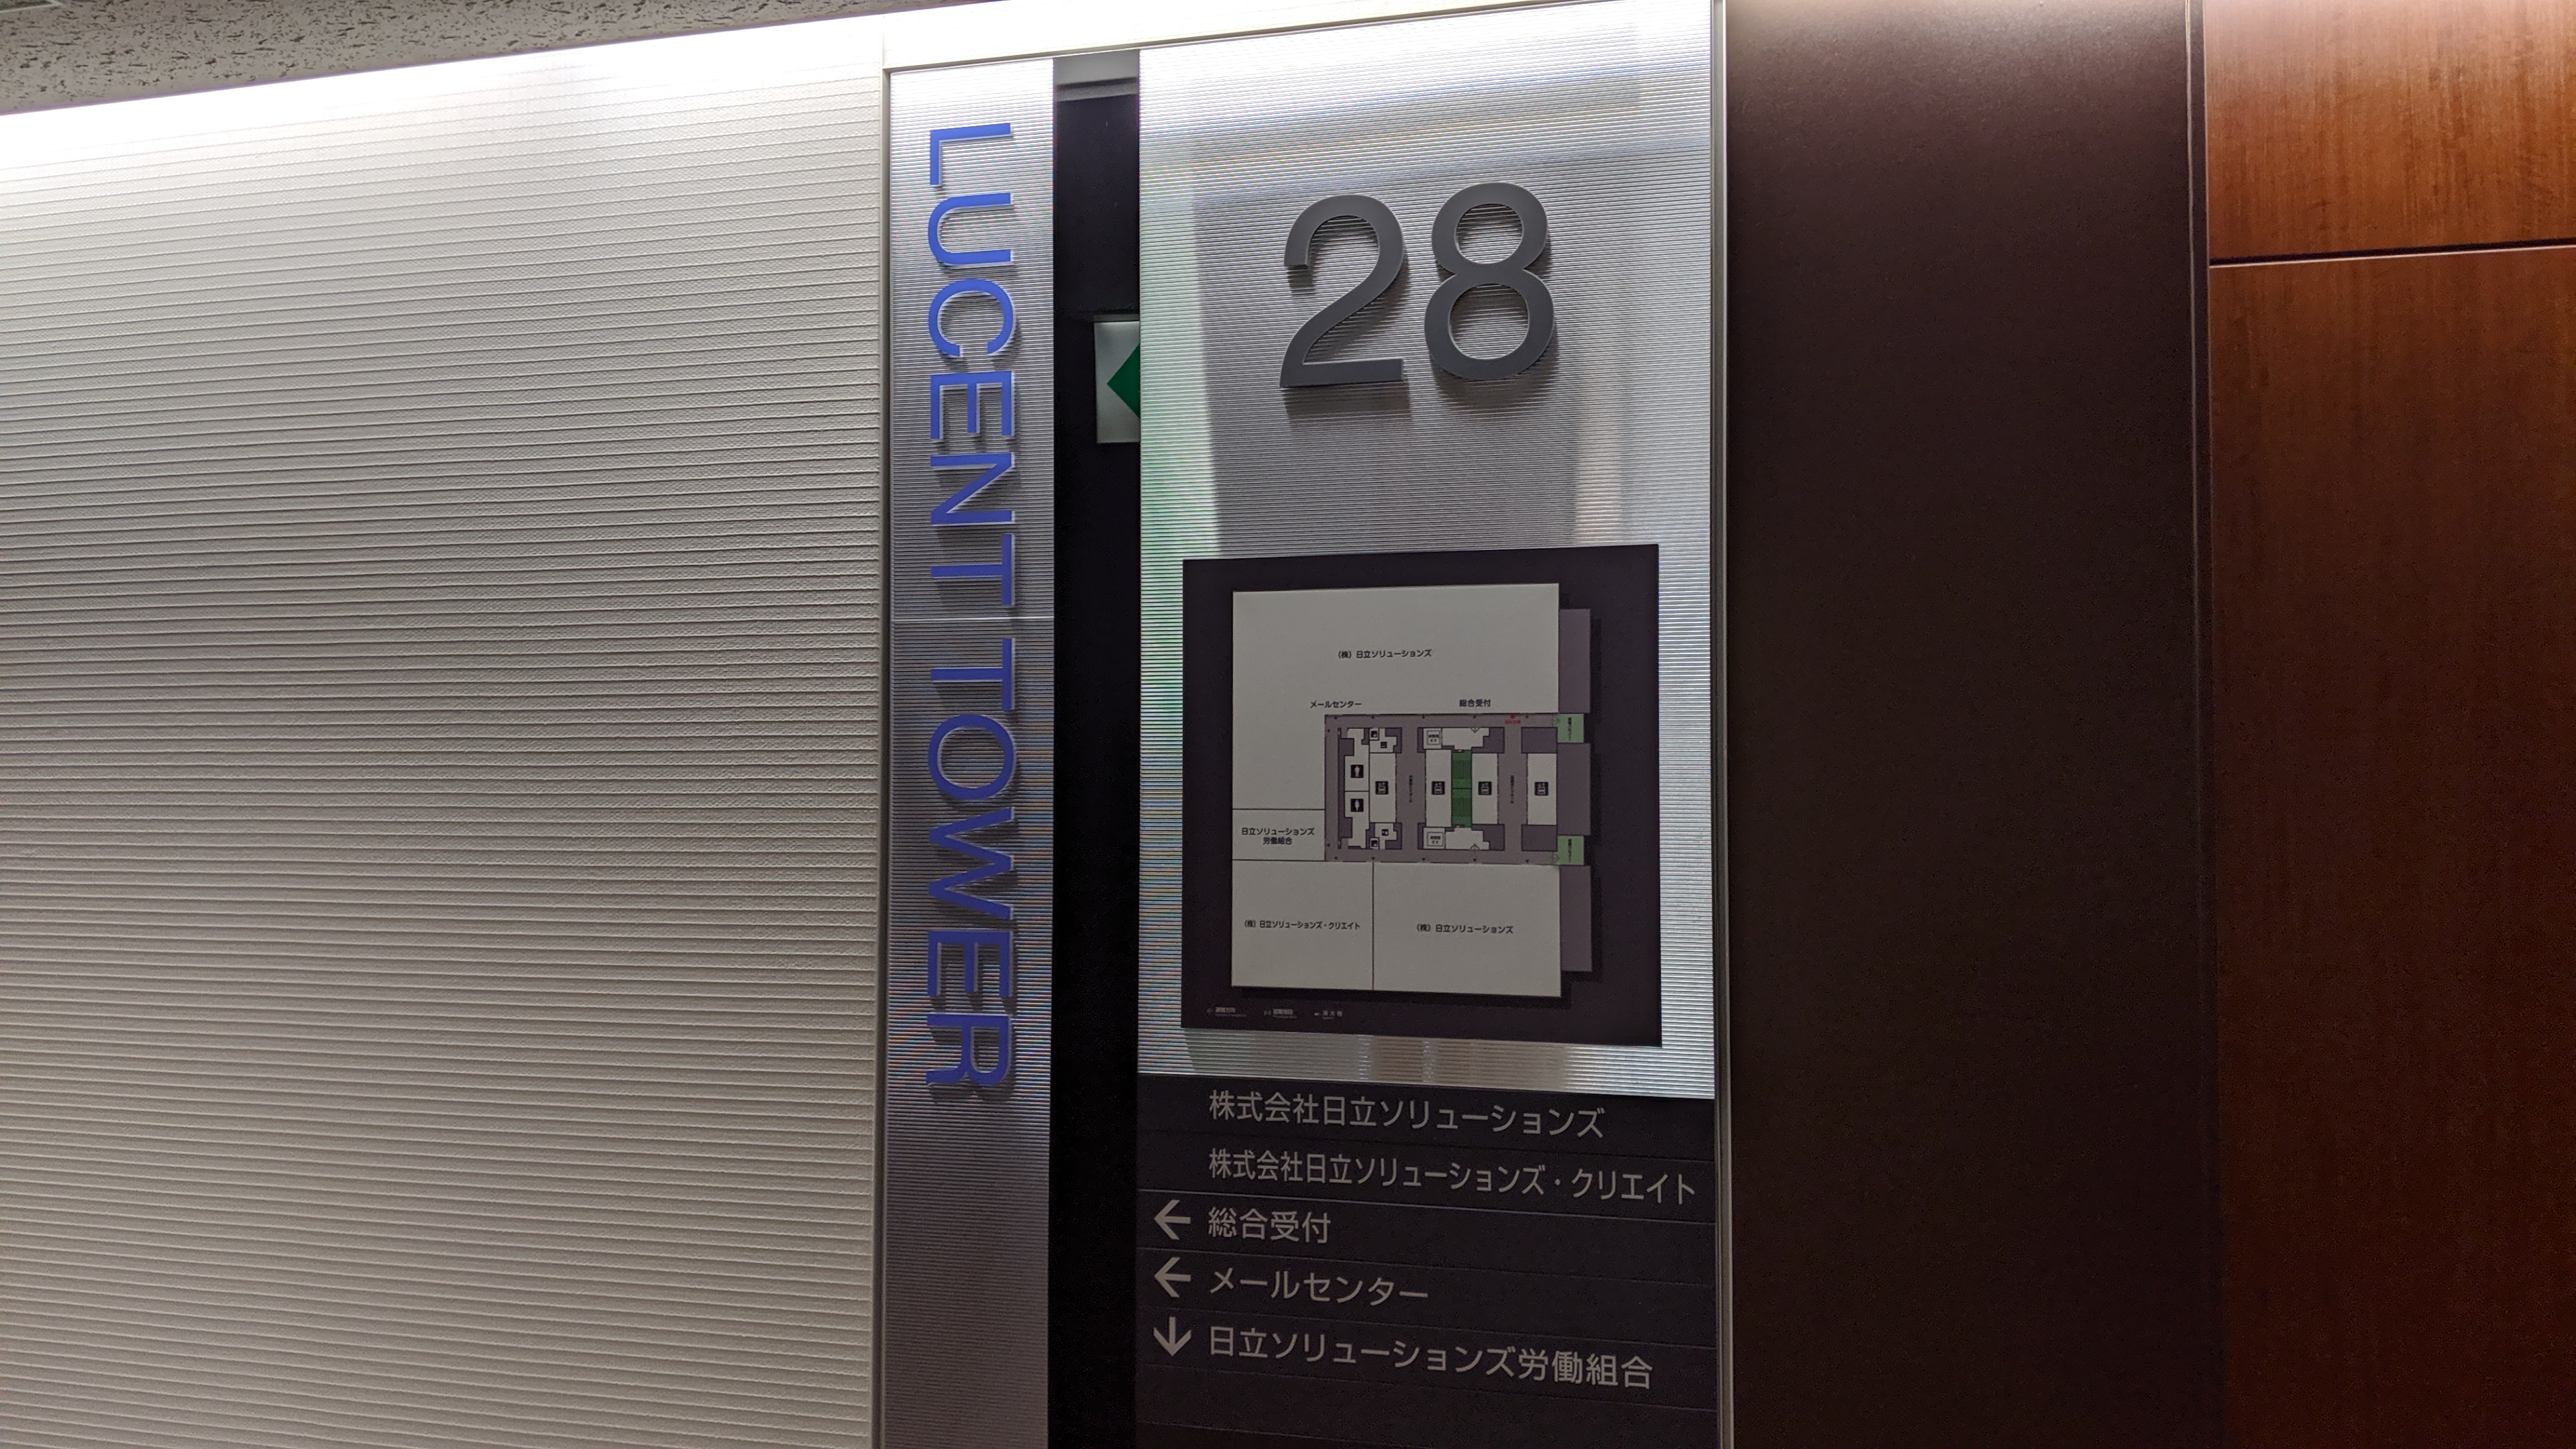 LUCENT TOWER
28
(株)日立ソリューションズ
メールセンター
総合受付
日立ソリューションズ
労働組合
(株)日立ソリューションズ・クリエイト
(株)日立ソリューションズ
株式会社日立ソリューションズ
株式会社日立ソリューションズ・クリエイト
← 総合受付
← メールセンター
↓ 日立ソリューションズ労働組合